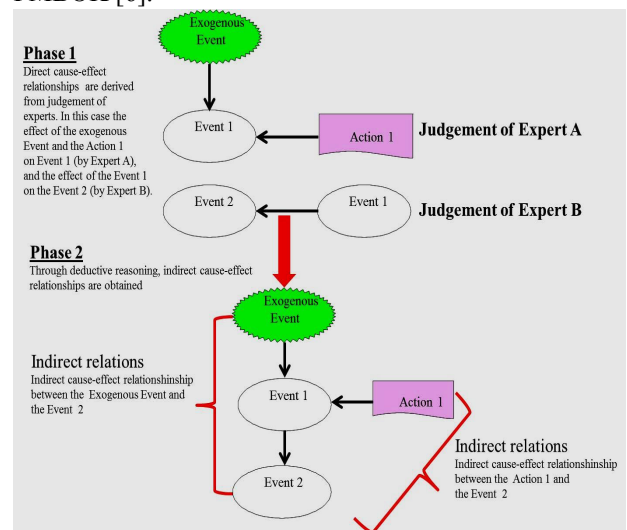 Exogenous
Event
Phase 1
Direct cause-effect
relationships are derived
from judgement of
experts. In this case the
effect of the exogenous
Event and the Action 1
on Event 1 (by Expert A),
and the effect of the Event 1
on the Event 2 (by Expert B).
Event 1
Action 1
Judgement of Expert A
Event 2
Event 1
Judgement of Expert B
Phase 2
Through deductive reasoning, indirect cause-effect
relationships are obtained
Exogenous
Event
Indirect relations
Indirect cause-effect relationshinship
between the Exogenous Event and
the Event 2
Event 1
Action 1
Event 2
Indirect relations
Indirect cause-effect relationshinship
between the Action 1 and
the Event 2